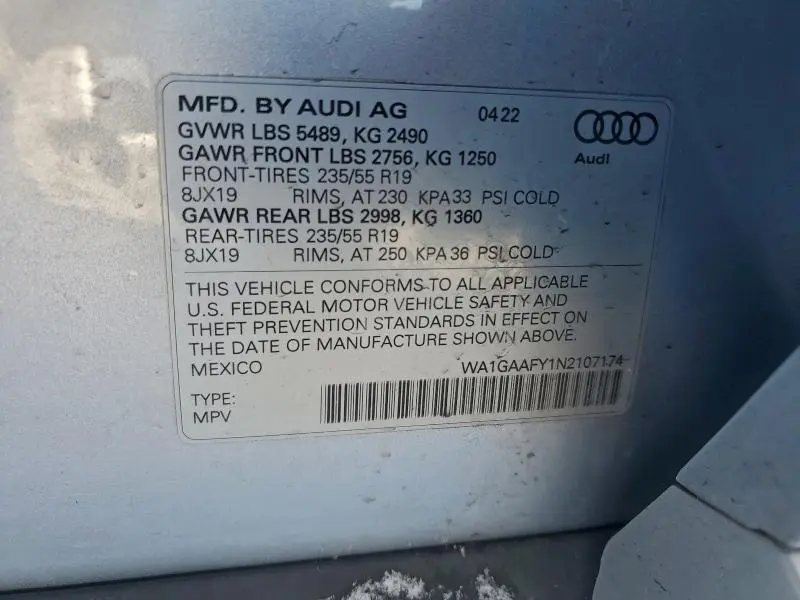 MFD. BY AUDI AG 0422
GVWR LBS 5489, KG 2490
GAWR FRONT LBS 2756, KG 1250
FRONT-TIRES 235/55 R19
8JX19 RIMS, AT 230 KPA 33 PSI COLD
GAWR REAR LBS 2998, KG 1360
REAR-TIRES 235/55 R19
8JX19 RIMS, AT 250 KPA 36 PSI COLD
Audi
THIS VEHICLE CONFORMS TO ALL APPLICABLE
U.S. FEDERAL MOTOR VEHICLE SAFETY AND
THEFT PREVENTION STANDARDS IN EFFECT ON
THE DATE OF MANUFACTURE SHOWN ABOVE.
MEXICO WA1GAAFY1N2107174
TYPE:
MPV